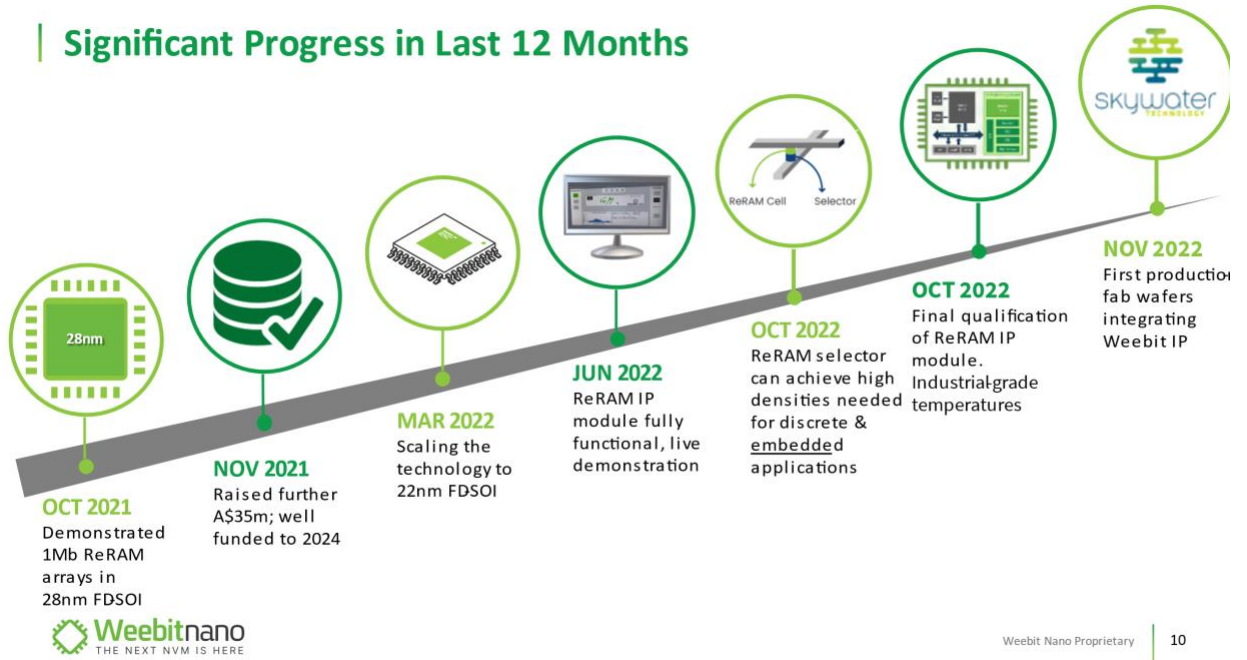 Significant Progress in Last 12 Months
skywater
TECHNOLOGY
ReRAM Cell
Selector
28nm
NOV 2022
First production
fab wafers
integrating
Weebit IP
OCT 2022
Final qualification
of ReRAM IP
module.
Industrial-grade
temperatures
OCT 2022
ReRAM selector
can achieve high
densities needed
for discrete &
embedded
applications
JUN 2022
ReRAM IP
module fully
functional, live
demonstration
MAR 2022
Scaling the
technology to
22nm FDSOI
NOV 2021
Raised further
A$35m; well
funded to 2024
OCT 2021
Demonstrated
1Mb ReRAM
arrays in
28nm FDSOI
Weebitnano
THE NEXT NVM IS HERE
Weebit Nano Proprietary
10